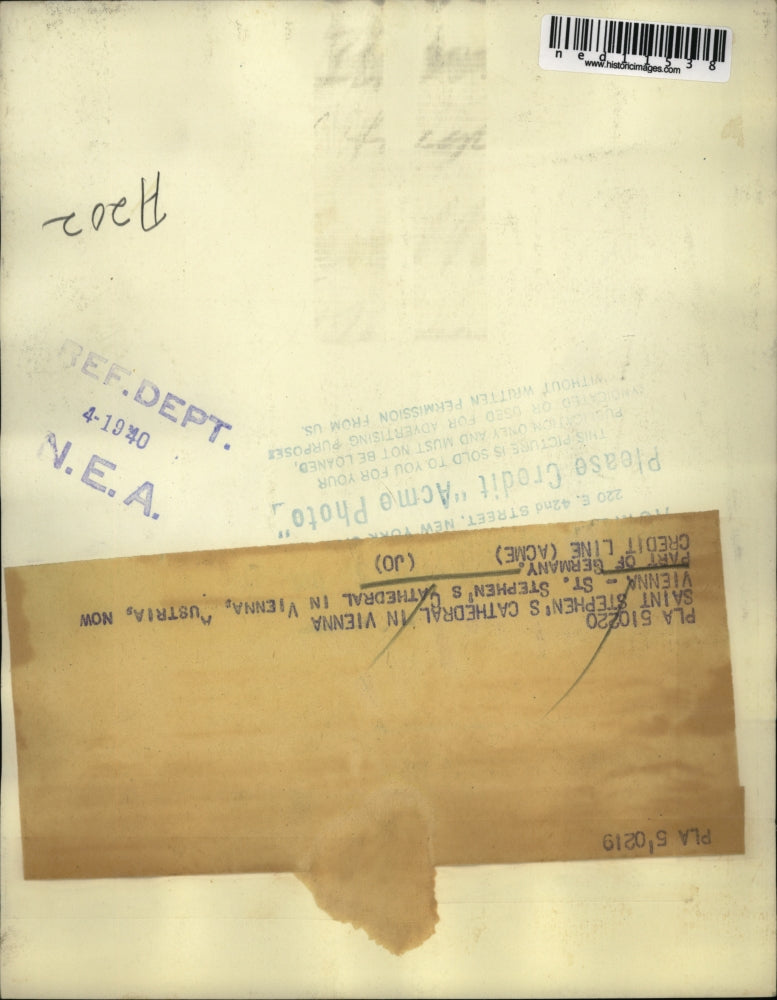 ned11538
www.historicimages.com
A202
REF. DEPT.
4-1940
N.E.A.
220 E. 42nd STREET, NEW YORK
Please Credit "Acme Photo"
THIS PICTURE IS SOLD TO YOU FOR YOUR
PUBLICATION ONLY AND MUST NOT BE LOANED,
SYNDICATED OR USED FOR ADVERTISING PURPOSES
WITHOUT WRITTEN PERMISSION FROM US.
PLA 510219
PLA 510220
SAINT STEPHEN'S CATHEDRAL IN VIENNA
VIENNA – ST. STEPHEN'S CATHEDRAL IN VIENNA, AUSTRIA, NOW
PART OF GERMANY.
CREDIT LINE (ACME) (JO)